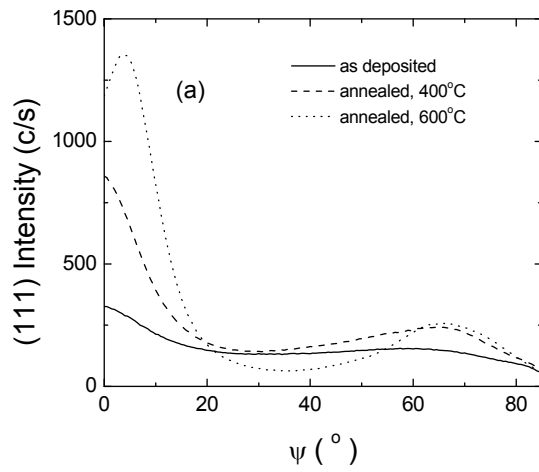 (111) Intensity (c/s)
1500
1000
500
0
(a)
as deposited
annealed, 400°C
annealed, 600°C
0 20 40 60 80
ψ ( ° )